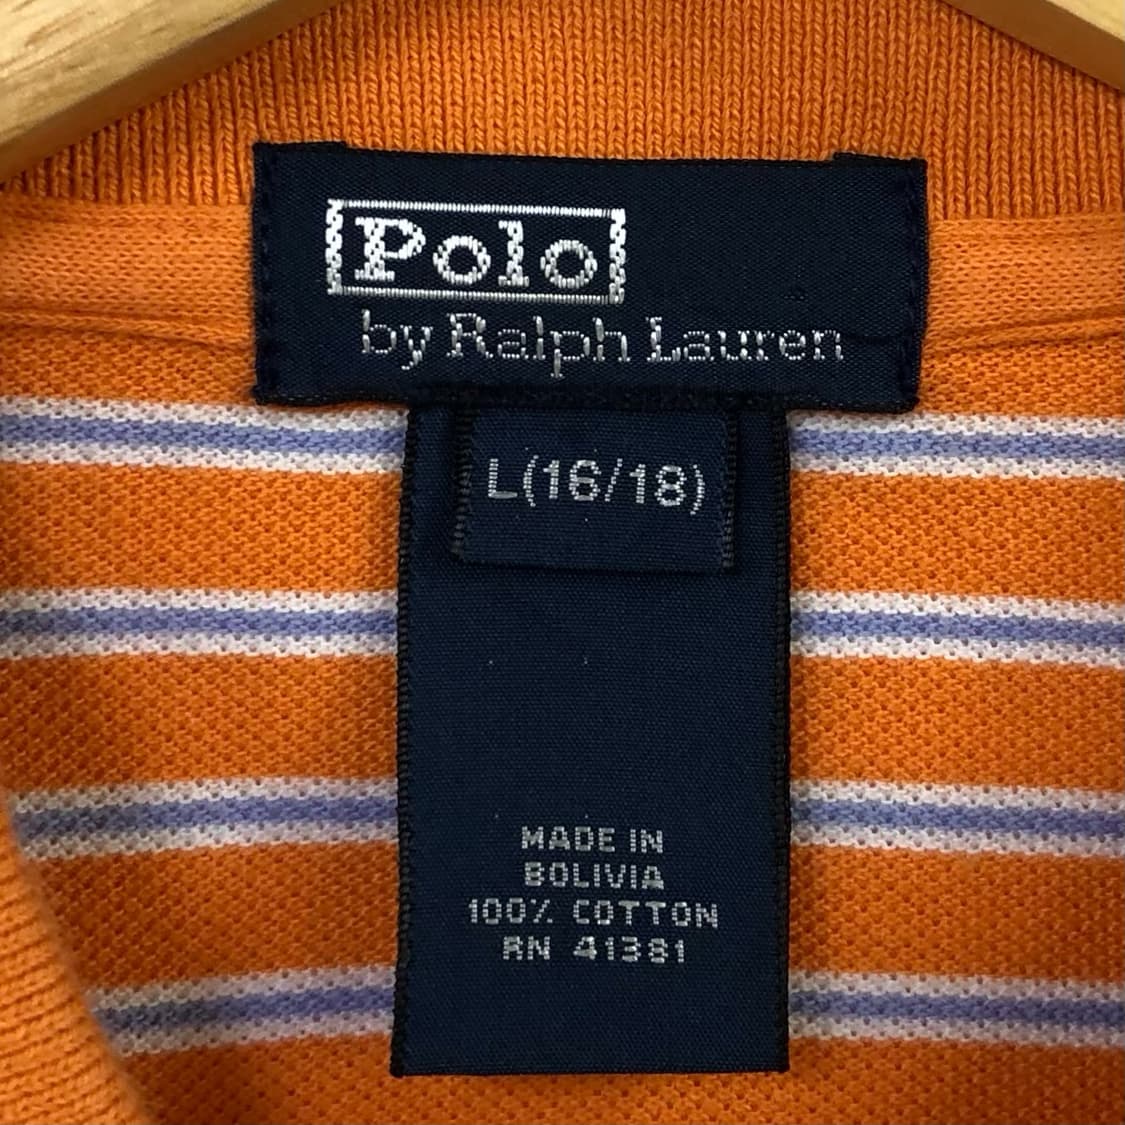 Polo
by Ralph Lauren
L(16/18)
MADE IN
BOLIVIA
100% COTTON
RN 41381